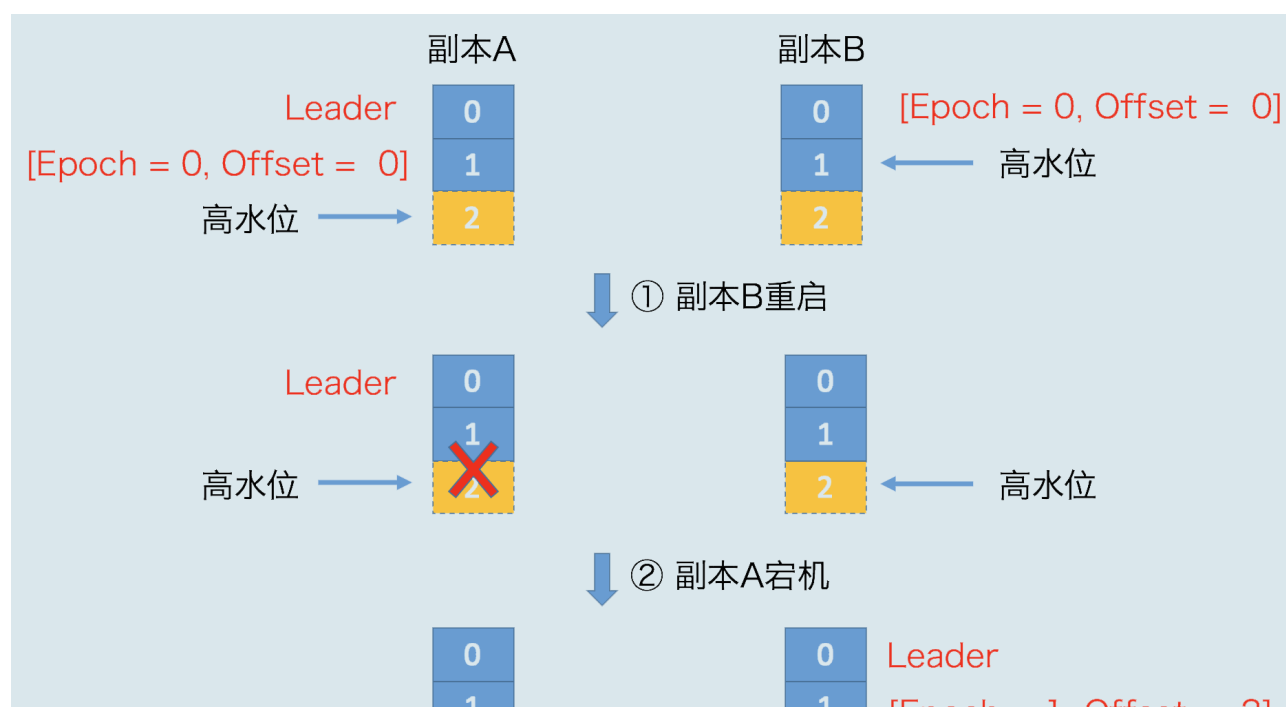 副本A
副本B
Leader
0
0
[Epoch = 0, Offset = 0]
[Epoch = 0, Offset = 0]
1
1
高水位
高水位
2
2
① 副本B重启
Leader
0
0
1
1
高水位
2
2
高水位
② 副本A宕机
0
0
Leader
1
1